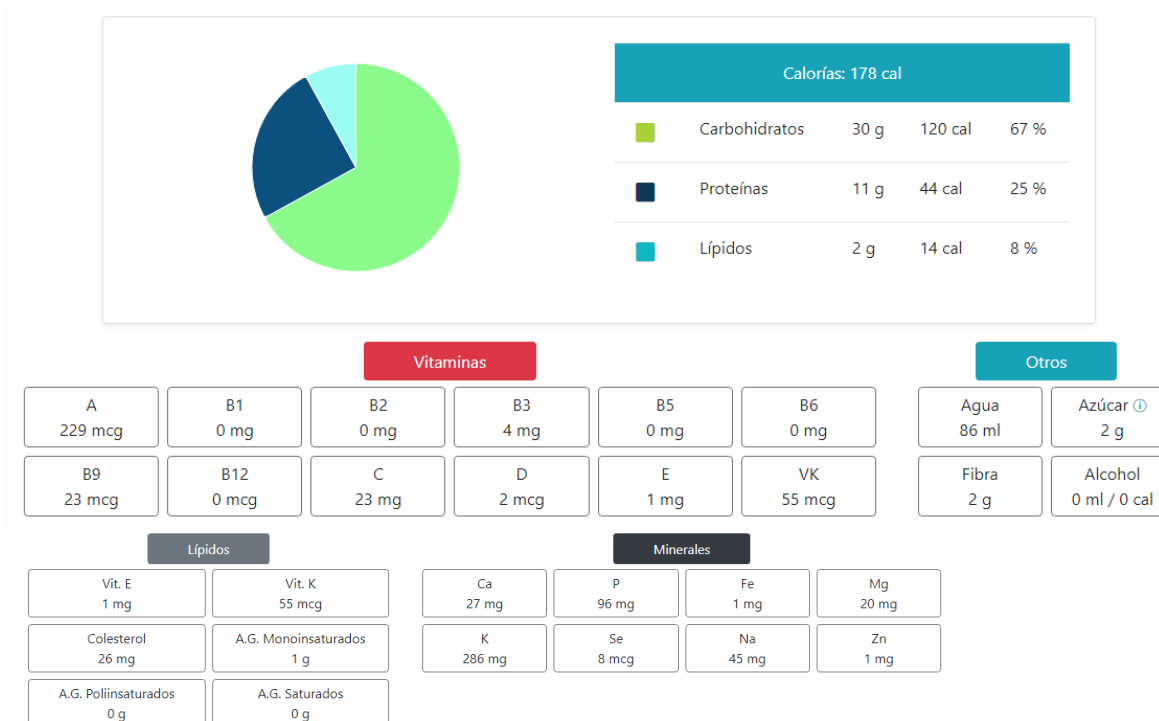 Calorías: 178 cal
Carbohidratos 30 g 120 cal 67 %
Proteínas 11 g 44 cal 25 %
Lípidos 2 g 14 cal 8 %
Vitaminas
A B1 B2 B3 B5 B6
229 mcg 0 mg 0 mg 4 mg 0 mg 0 mg
B9 B12 C D E VK
23 mcg 0 mcg 23 mg 2 mcg 1 mg 55 mcg
Otros
Agua Azúcar ⓘ
86 ml 2 g
Fibra Alcohol
2 g 0 ml / 0 cal
Lípidos
Vit. E Vit. K
1 mg 55 mcg
Colesterol A.G. Monoinsaturados
26 mg 1 g
A.G. Poliinsaturados A.G. Saturados
0 g 0 g
Minerales
Ca P Fe Mg
27 mg 96 mg 1 mg 20 mg
K Se Na Zn
286 mg 8 mcg 45 mg 1 mg